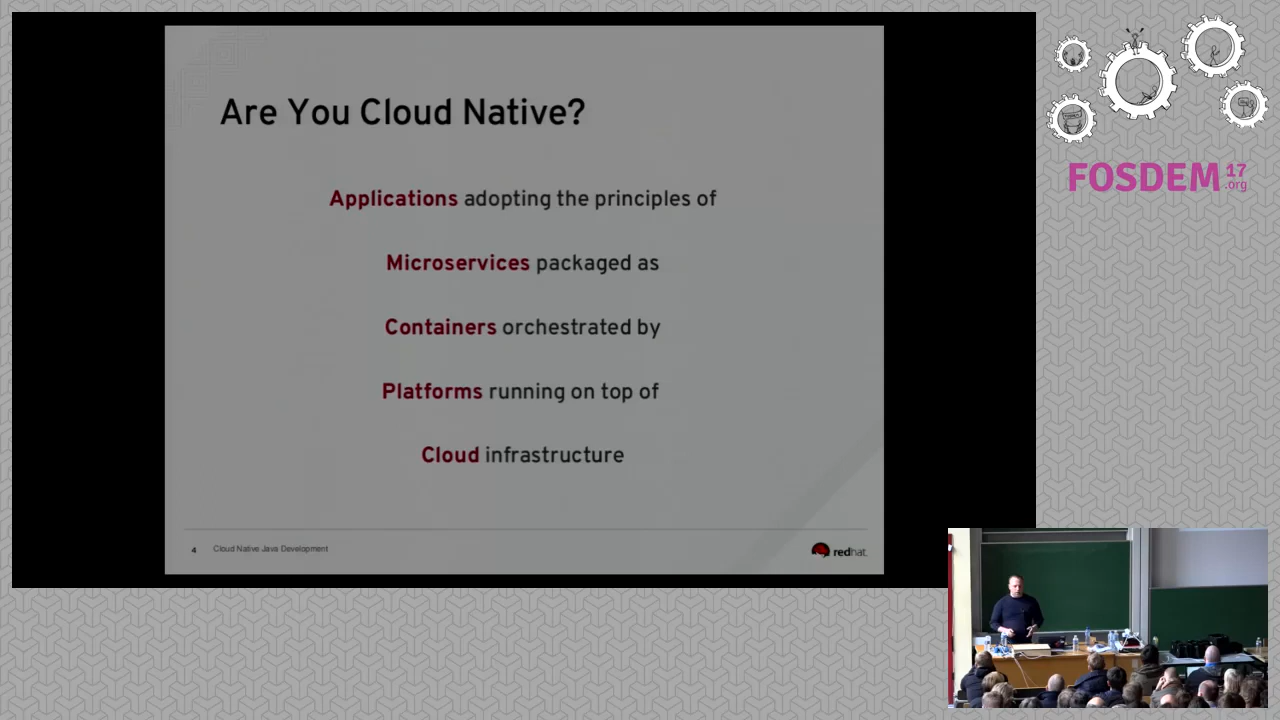 Are You Cloud Native?
Applications adopting the principles of
Microservices packaged as
Containers orchestrated by
Platforms running on top of
Cloud infrastructure
4 Cloud Native Java Development
redhat.
FOSDEM 17 .org